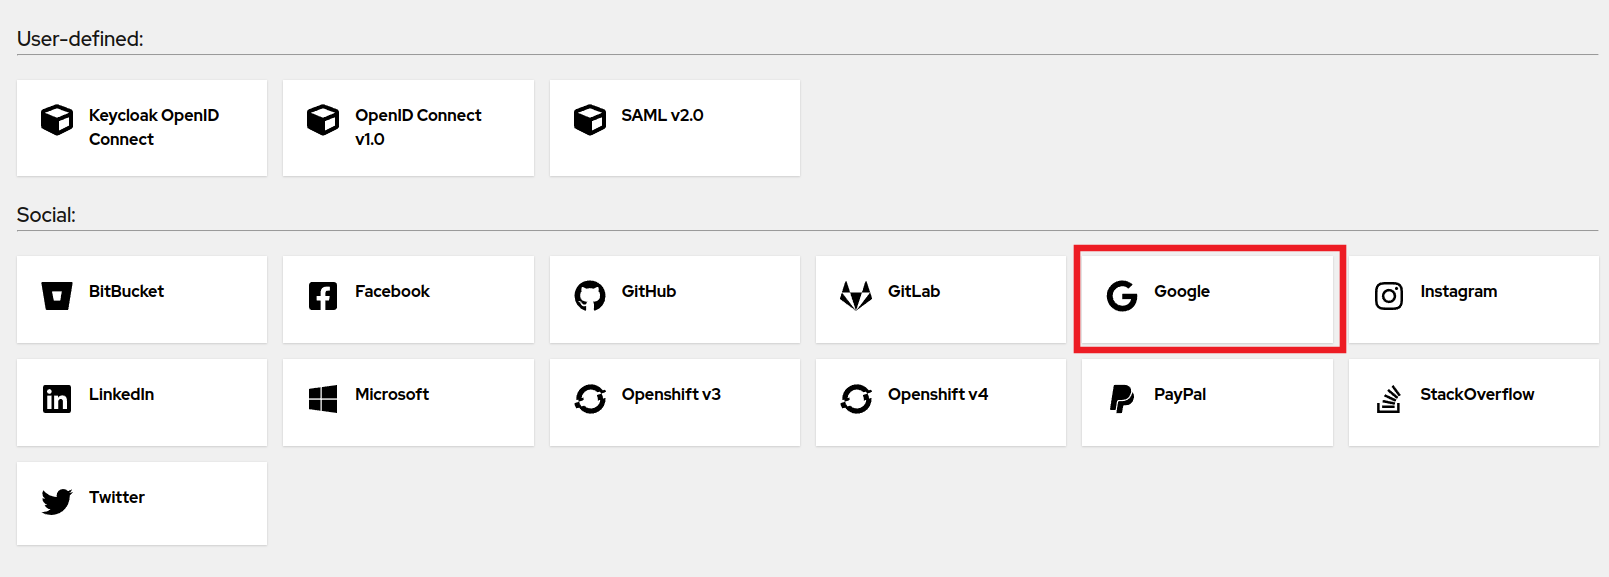 User-defined:
Keycloak OpenID
Connect
OpenID Connect
v1.0
SAML v2.0
Social:
BitBucket
Facebook
GitHub
GitLab
Google
Instagram
LinkedIn
Microsoft
Openshift v3
Openshift v4
PayPal
StackOverflow
Twitter